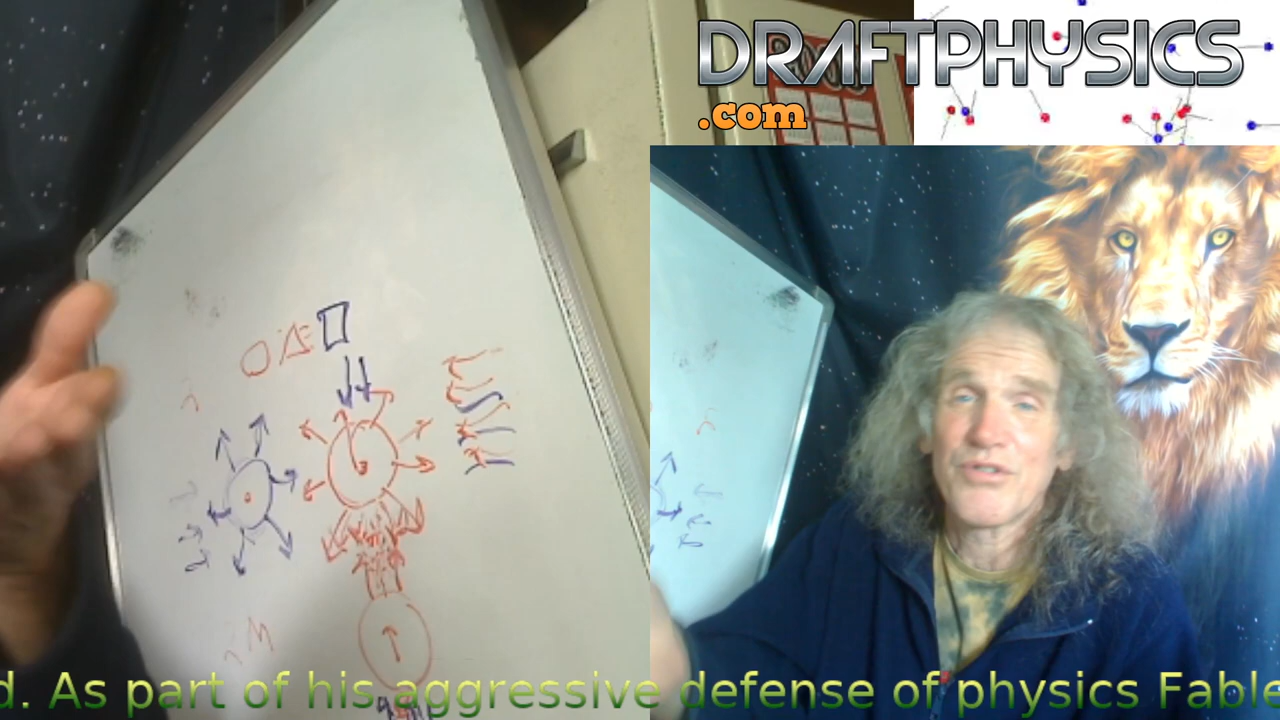 DRAFTPHYSICS
.com
d. As part of his aggressive defense of physics Fable